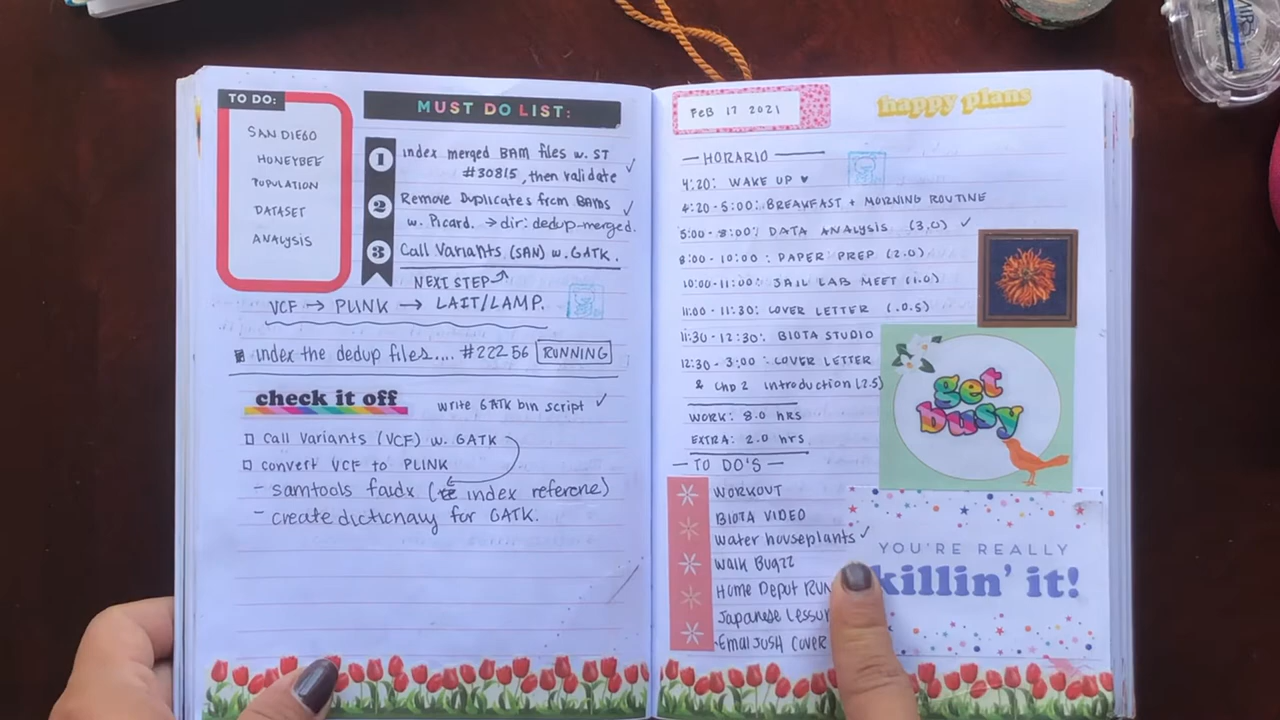 TO DO:
SAN DIEGO
HONEYBEE
POPULATION
DATASET
ANALYSIS
MUST DO LIST:
1 Index merged BAM files w. ST ✓
#30815, then validate
2 Remove Duplicates from BAMs ✓
w. Picard. → dir: dedup-merged.
3 Call Variants (SAN) w. GATK.
NEXT STEP
VCF → PLINK → LAIT/LAMP.
index the dedup files.... #22256 RUNNING
check it off
write GATK bin script ✓
□ call variants (VCF) w. GATK
□ convert VCF to PLINK
- samtools faidx (index reference)
- create dictionary for GATK.
FEB 17 2021
happy plans
— HORARIO —
4:20: WAKE UP ♥
4:20 - 5:00: BREAKFAST + MORNING ROUTINE
5:00 - 8:00: DATA ANALYSIS (3.0) ✓
8:00 - 10:00: PAPER PREP (2.0)
10:00 - 11:00: JAIL LAB MEET (1.0)
11:00 - 11:30: COVER LETTER (.0.5)
11:30 - 12:30: BIOTA STUDIO
12:30 - 3:00: COVER LETTER
& Chp 2 Introduction (2.5)
WORK: 8.0 hrs
EXTRA: 2.0 hrs
get
busy
— TO DO'S —
WORKOUT
BIOTA VIDEO
water houseplants ✓
Walk Bugzz
Home Depot RUN
Japanese
Email JOSH COVER
YOU'RE REALLY
killin' it!